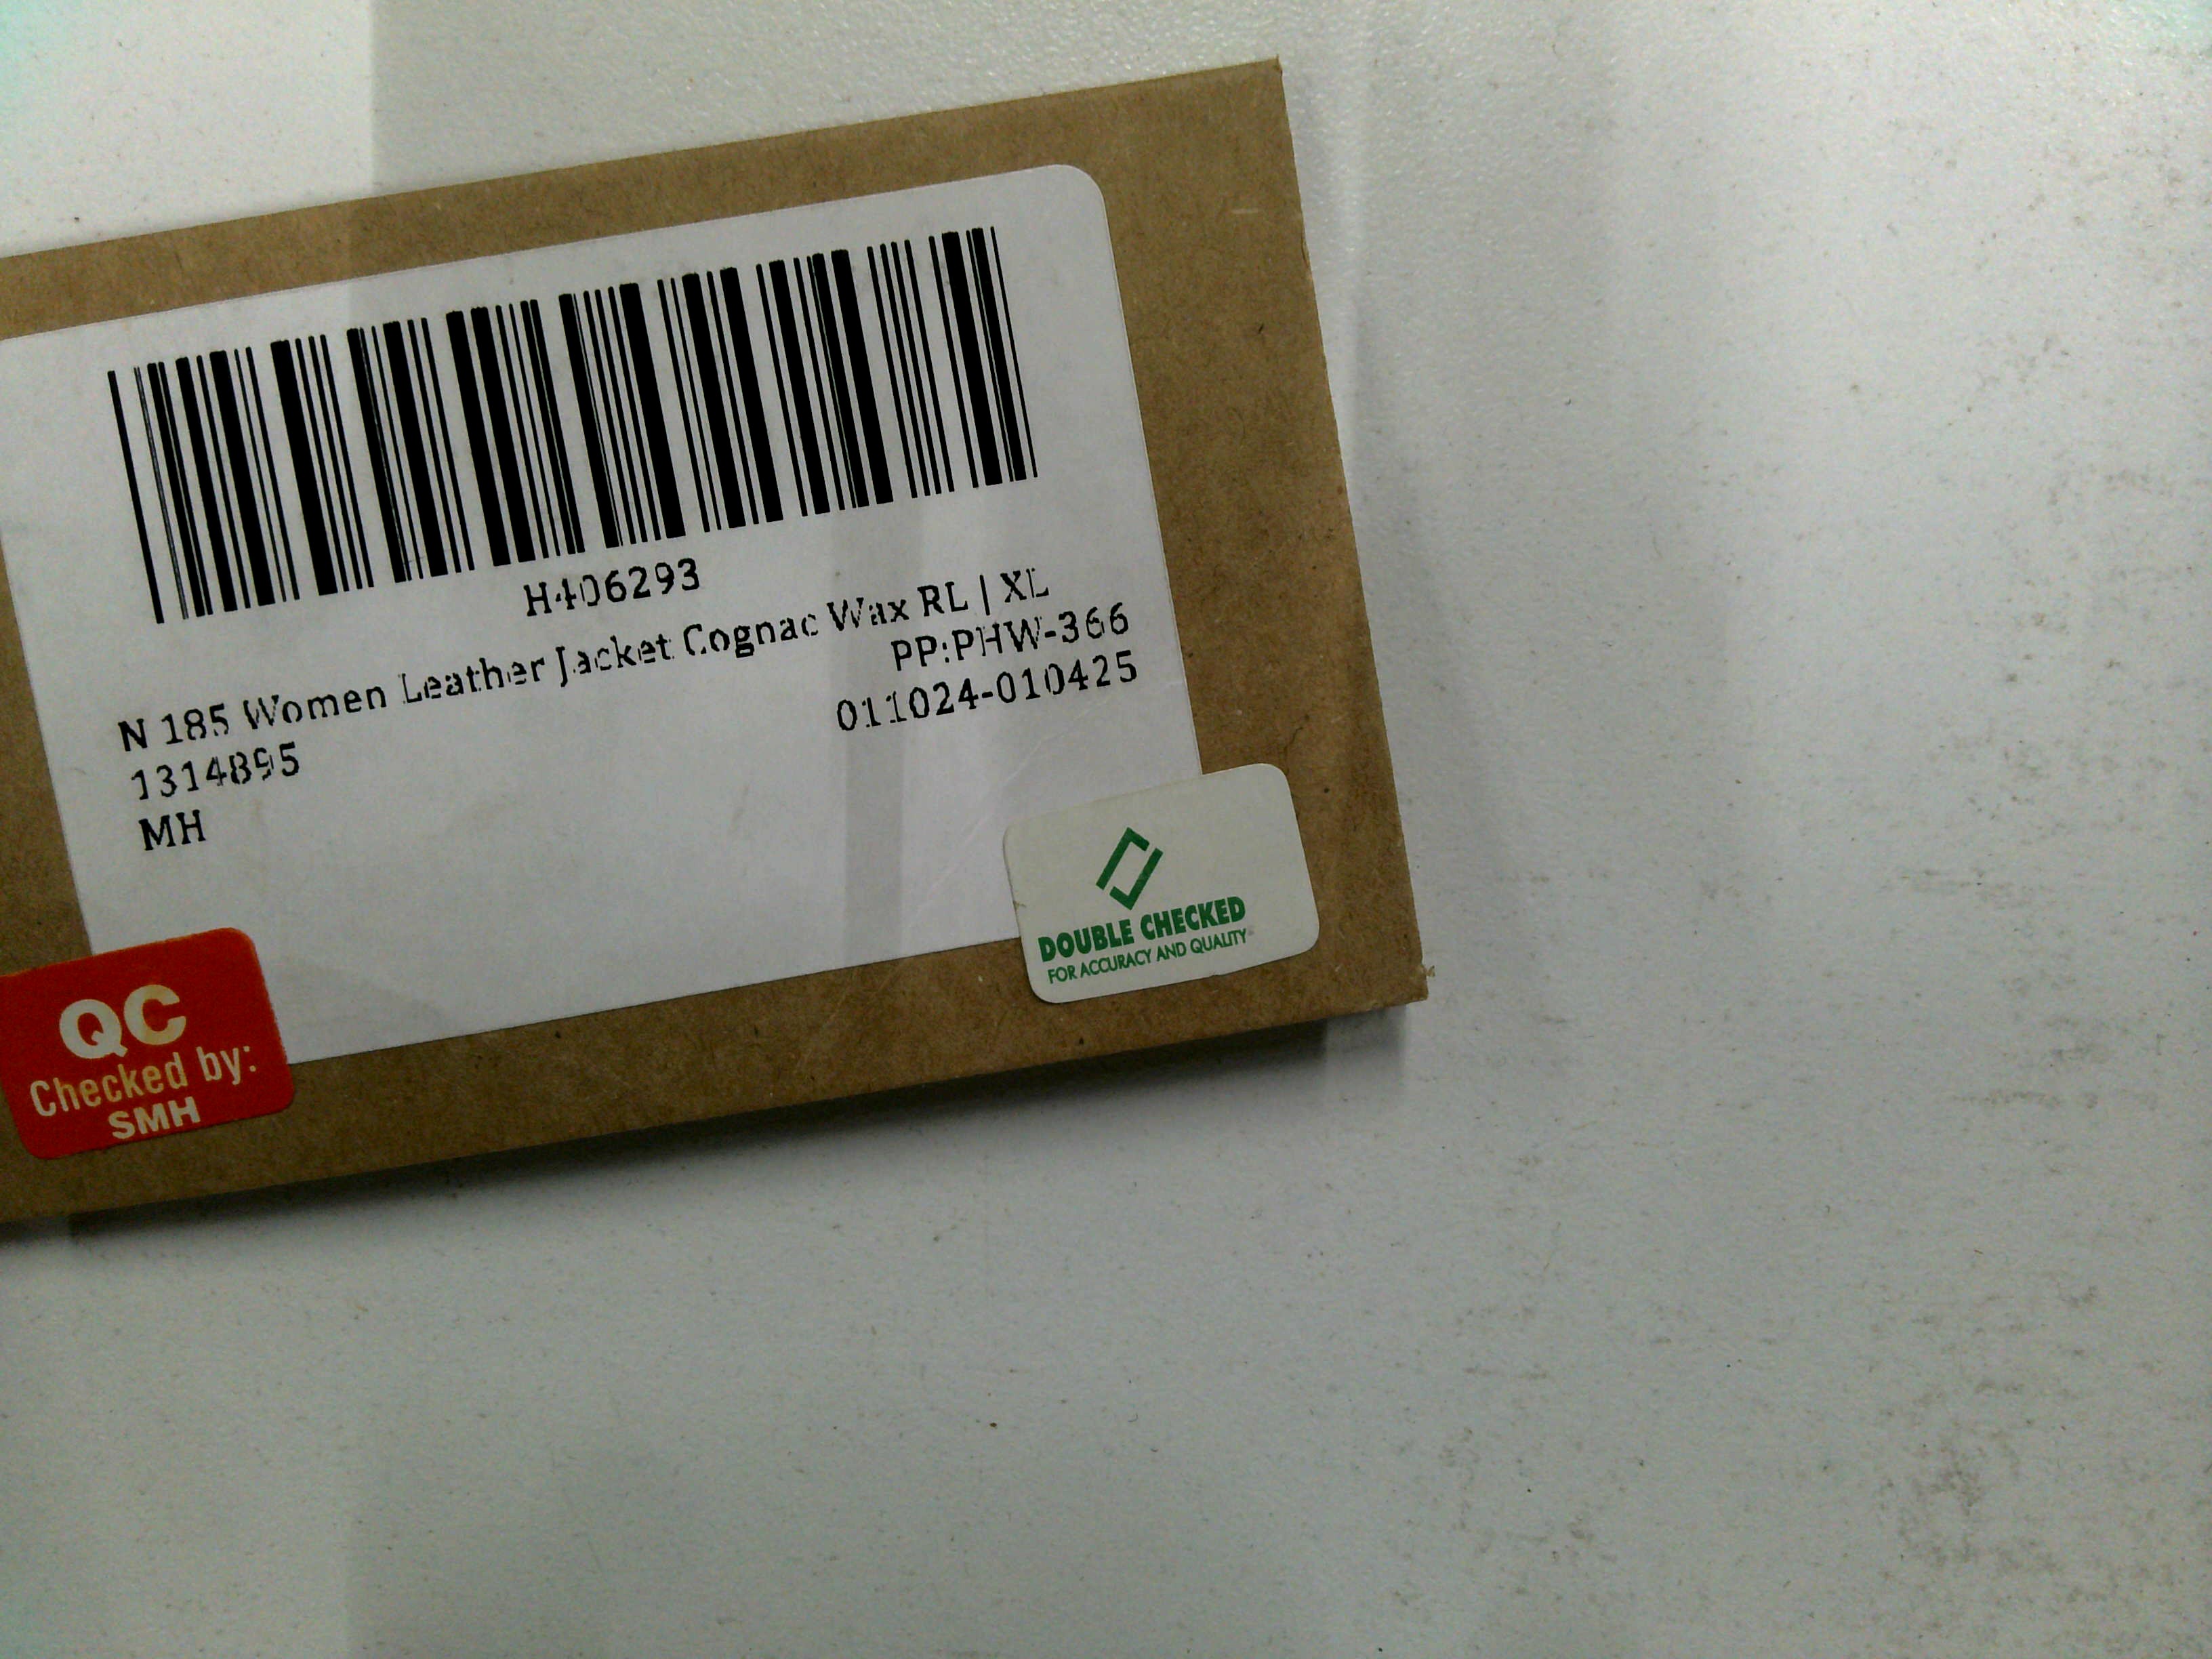 H406293
N 185 Women Leather Jacket Cognac Wax RL | XL
PP:PHW-366
1314895
011024-010425
MH
DOUBLE CHECKED
FOR ACCURACY AND QUALITY
QC
Checked by:
SMH